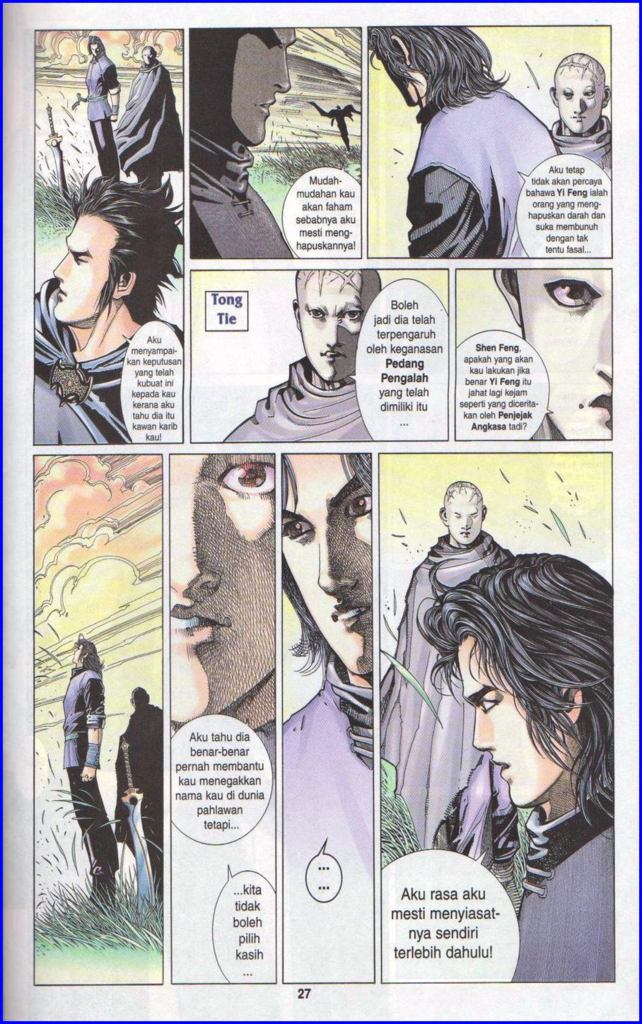 Mudah-
mudahan kau
akan faham
sebabnya aku
mesti meng-
hapuskannya!
Aku tetap
tidak akan percaya
bahawa Yi Feng ialah
orang yang meng-
hapuskan darah dan
suka membunuh
dengan tak
tentu fasal...
Aku
menyampai-
kan keputusan
yang telah
kubuat ini
kepada kau
kerana aku
tahu dia itu
kawan karib
kau!
Tong
Tie
Boleh
jadi dia telah
terpengaruh
oleh keganasan
Pedang
Pengalah
yang telah
dimiliki itu
...
Shen Feng,
apakah yang akan
kau lakukan jika
benar Yi Feng itu
jahat lagi kejam
seperti yang dicerita-
kan oleh Penjejak
Angkasa tadi?
Aku tahu dia
benar-benar
pernah membantu
kau menegakkan
nama kau di dunia
pahlawan
tetapi...
...kita
tidak
boleh
pilih
kasih
...
...
...
Aku rasa aku
mesti menyiasat-
nya sendiri
terlebih dahulu!
27